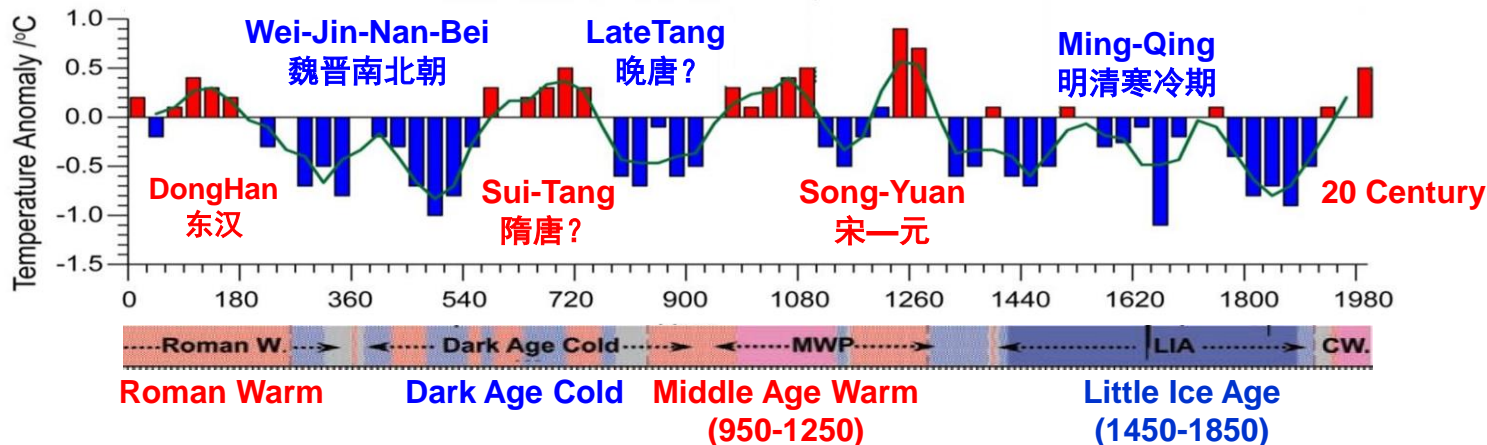 Temperature Anomaly /ºC
1.0
0.5
0.0
-0.5
-1.0
-1.5
Wei-Jin-Nan-Bei
魏晋南北朝
LateTang
晚唐？
Ming-Qing
明清寒冷期
DongHan
东汉
Sui-Tang
隋唐？
Song-Yuan
宋—元
20 Century
0 180 360 540 720 900 1080 1260 1440 1620 1800 1980
Roman W. Dark Age Cold MWP LIA CW.
Roman Warm Dark Age Cold Middle Age Warm Little Ice Age
(950-1250) (1450-1850)